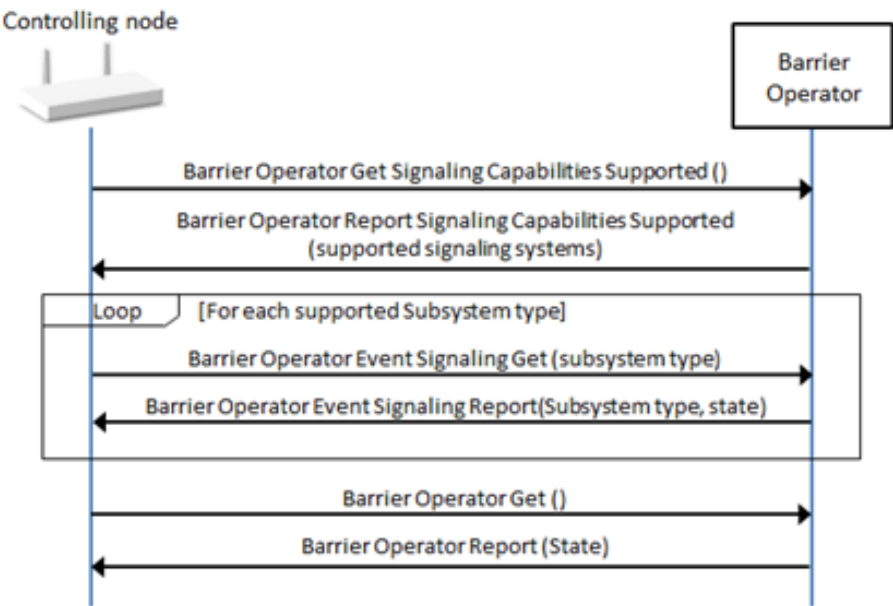 Controlling node
Barrier
Operator
Barrier Operator Get Signaling Capabilities Supported ()
Barrier Operator Report Signaling Capabilities Supported
(supported signaling systems)
Loop
[For each supported Subsystem type]
Barrier Operator Event Signaling Get (subsystem type)
Barrier Operator Event Signaling Report(Subsystem type, state)
Barrier Operator Get ()
Barrier Operator Report (State)